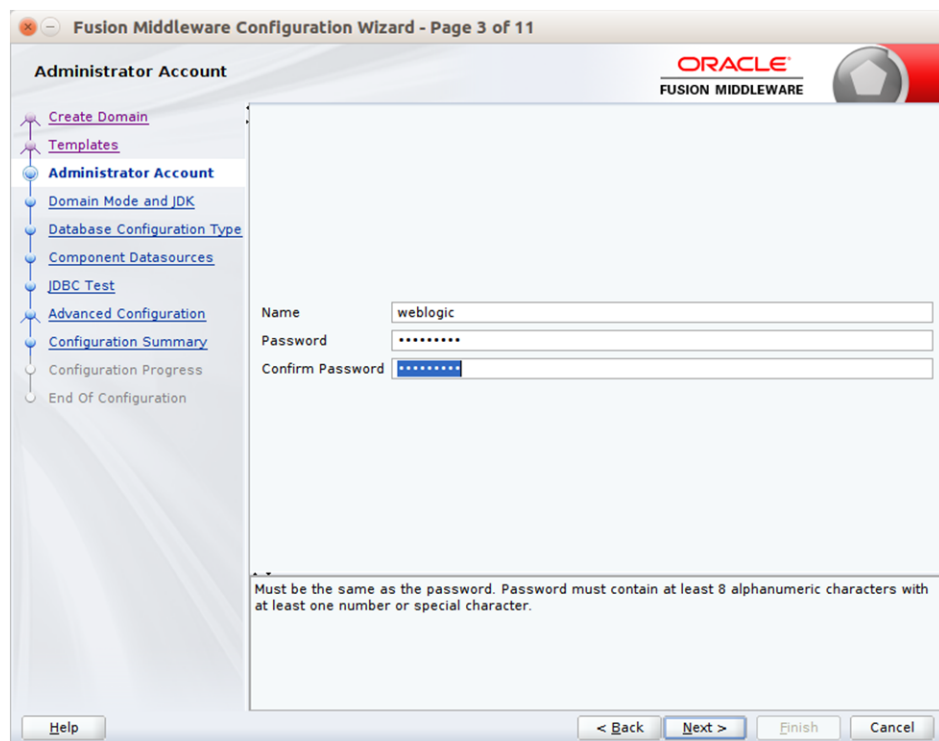 Fusion Middleware Configuration Wizard - Page 3 of 11
Administrator Account
ORACLE
FUSION MIDDLEWARE
Create Domain
Templates
Administrator Account
Domain Mode and JDK
Database Configuration Type
Component Datasources
JDBC Test
Advanced Configuration
Configuration Summary
Configuration Progress
End Of Configuration
Name weblogic
Password •••••••••
Confirm Password •••••••••
Must be the same as the password. Password must contain at least 8 alphanumeric characters with
at least one number or special character.
Help < Back Next > Finish Cancel